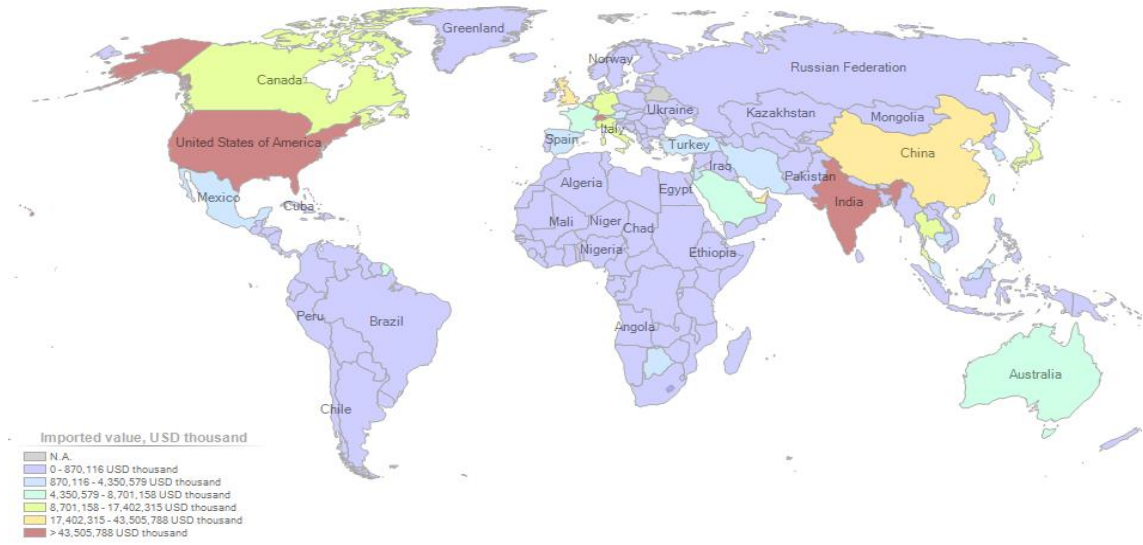 Greenland
Norway
Russian Federation
Canada
Ukraine
Kazakhstan
Mongolia
Italy
United States of America
Spain
Turkey
China
Iraq
Pakistan
Algeria
Egypt
Mexico
India
Cuba
Mali
Niger
Chad
Nigeria
Ethiopia
Peru
Brazil
Angola
Australia
Chile
Imported value, USD thousand
N.A.
0 - 870,116 USD thousand
870,116 - 4,350,579 USD thousand
4,350,579 - 8,701,158 USD thousand
8,701,158 - 17,402,315 USD thousand
17,402,315 - 43,505,788 USD thousand
> 43,505,788 USD thousand